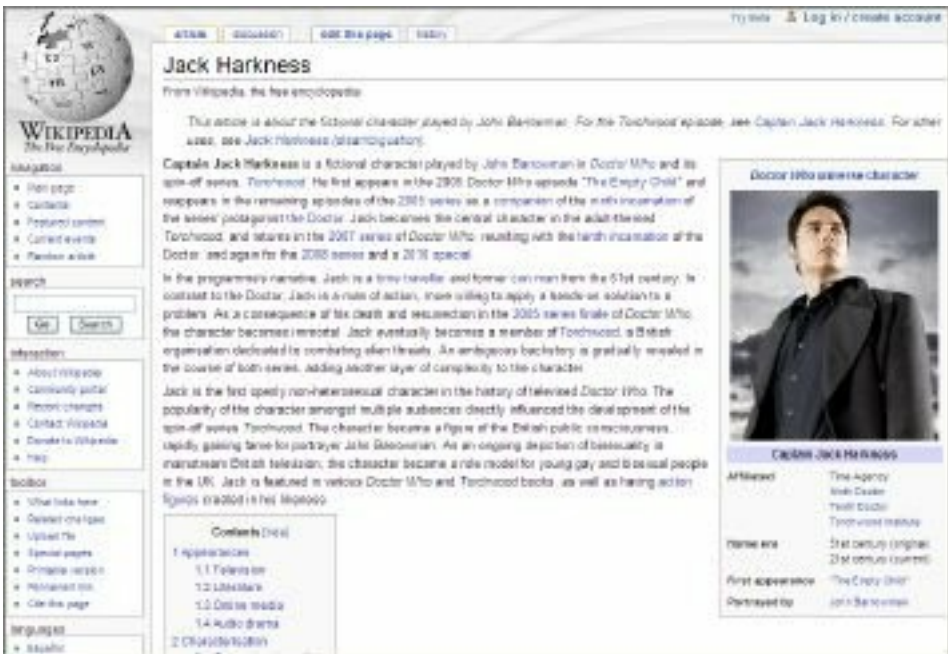 Try Beta Log in / create account
article discussion edit this page history
Jack Harkness
From Wikipedia, the free encyclopedia
This article is about the fictional character played by John Barrowman. For the Torchwood episode, see Captain Jack Harkness. For other
uses, see Jack Harkness (disambiguation).
WIKIPEDIA
The Free Encyclopedia
navigation
Main page
Contents
Featured content
Current events
Random article
search
Go Search
interaction
About Wikipedia
Community portal
Recent changes
Contact Wikipedia
Donate to Wikipedia
Help
toolbox
What links here
Related changes
Upload file
Special pages
Printable version
Permanent link
Cite this page
languages
Español
Captain Jack Harkness is a fictional character played by John Barrowman in Doctor Who and its
spin-off series, Torchwood. He first appears in the 2005 Doctor Who episode "The Empty Child" and
reappears in the remaining episodes of the 2005 series as a companion of the ninth incarnation of
the series' protagonist the Doctor. Jack becomes the central character in the adult-themed
Torchwood, and returns in the 2007 series of Doctor Who, reuniting with the tenth incarnation of the
Doctor, and again for the 2008 series and a 2010 special.
In the programme's narrative, Jack is a time traveller and former con man from the 51st century. In
contrast to the Doctor, Jack is a man of action, more willing to apply a hands-on solution to a
problem. As a consequence of his death and resurrection in the 2005 series finale of Doctor Who,
the character becomes immortal. Jack eventually becomes a member of Torchwood, a British
organisation dedicated to combating alien threats. An ambiguous backstory is gradually revealed in
the course of both series, adding another layer of complexity to the character.
Jack is the first openly non-heterosexual character in the history of televised Doctor Who. The
popularity of the character amongst multiple audiences directly influenced the development of the
spin-off series Torchwood. The character became a figure of the British public consciousness,
rapidly gaining fame for portrayer John Barrowman. As an ongoing depiction of bisexuality in
mainstream British television, the character became a role model for young gay and bisexual people
in the UK. Jack is featured in various Doctor Who and Torchwood books, as well as having action
figures created in his likeness.
Contents [hide]
1 Appearances
1.1 Television
1.2 Literature
1.3 Online media
1.4 Audio drama
2 Characterisation
Doctor Who universe character
Captain Jack Harkness
Affiliated Time Agency
Ninth Doctor
Tenth Doctor
Torchwood Institute
Home era 51st century (original)
21st century (current)
First appearance "The Empty Child"
Portrayed by John Barrowman